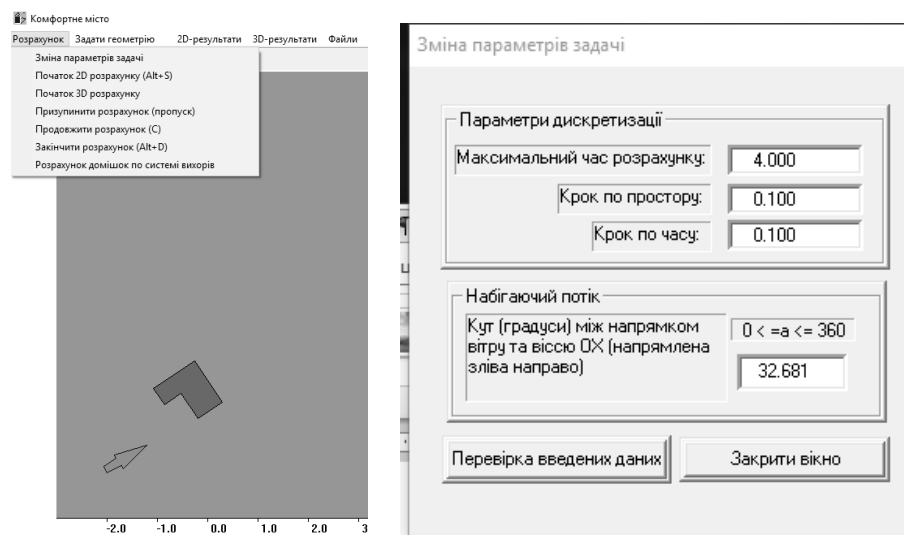 Комфортне місто
Розрахунок Задати геометрію 2D-результати 3D-результати Файли
Зміна параметрів задачі
Початок 2D розрахунку (Alt+S)
Початок 3D розрахунку
Призупинити розрахунок (пропуск)
Продовжити розрахунок (C)
Закінчити розрахунок (Alt+D)
Розрахунок домішок по системі вихорів
-2.0 -1.0 0.0 1.0 2.0 3
Зміна параметрів задачі
Параметри дискретизації
Максимальний час розрахунку: 4.000
Крок по простору: 0.100
Крок по часу: 0.100
Набігаючий потік
Кут (градуси) між напрямком
вітру та віссю ОХ (напрямлена
зліва направо)
0 < =a <= 360
32.681
Перевірка введених даних Закрити вікно